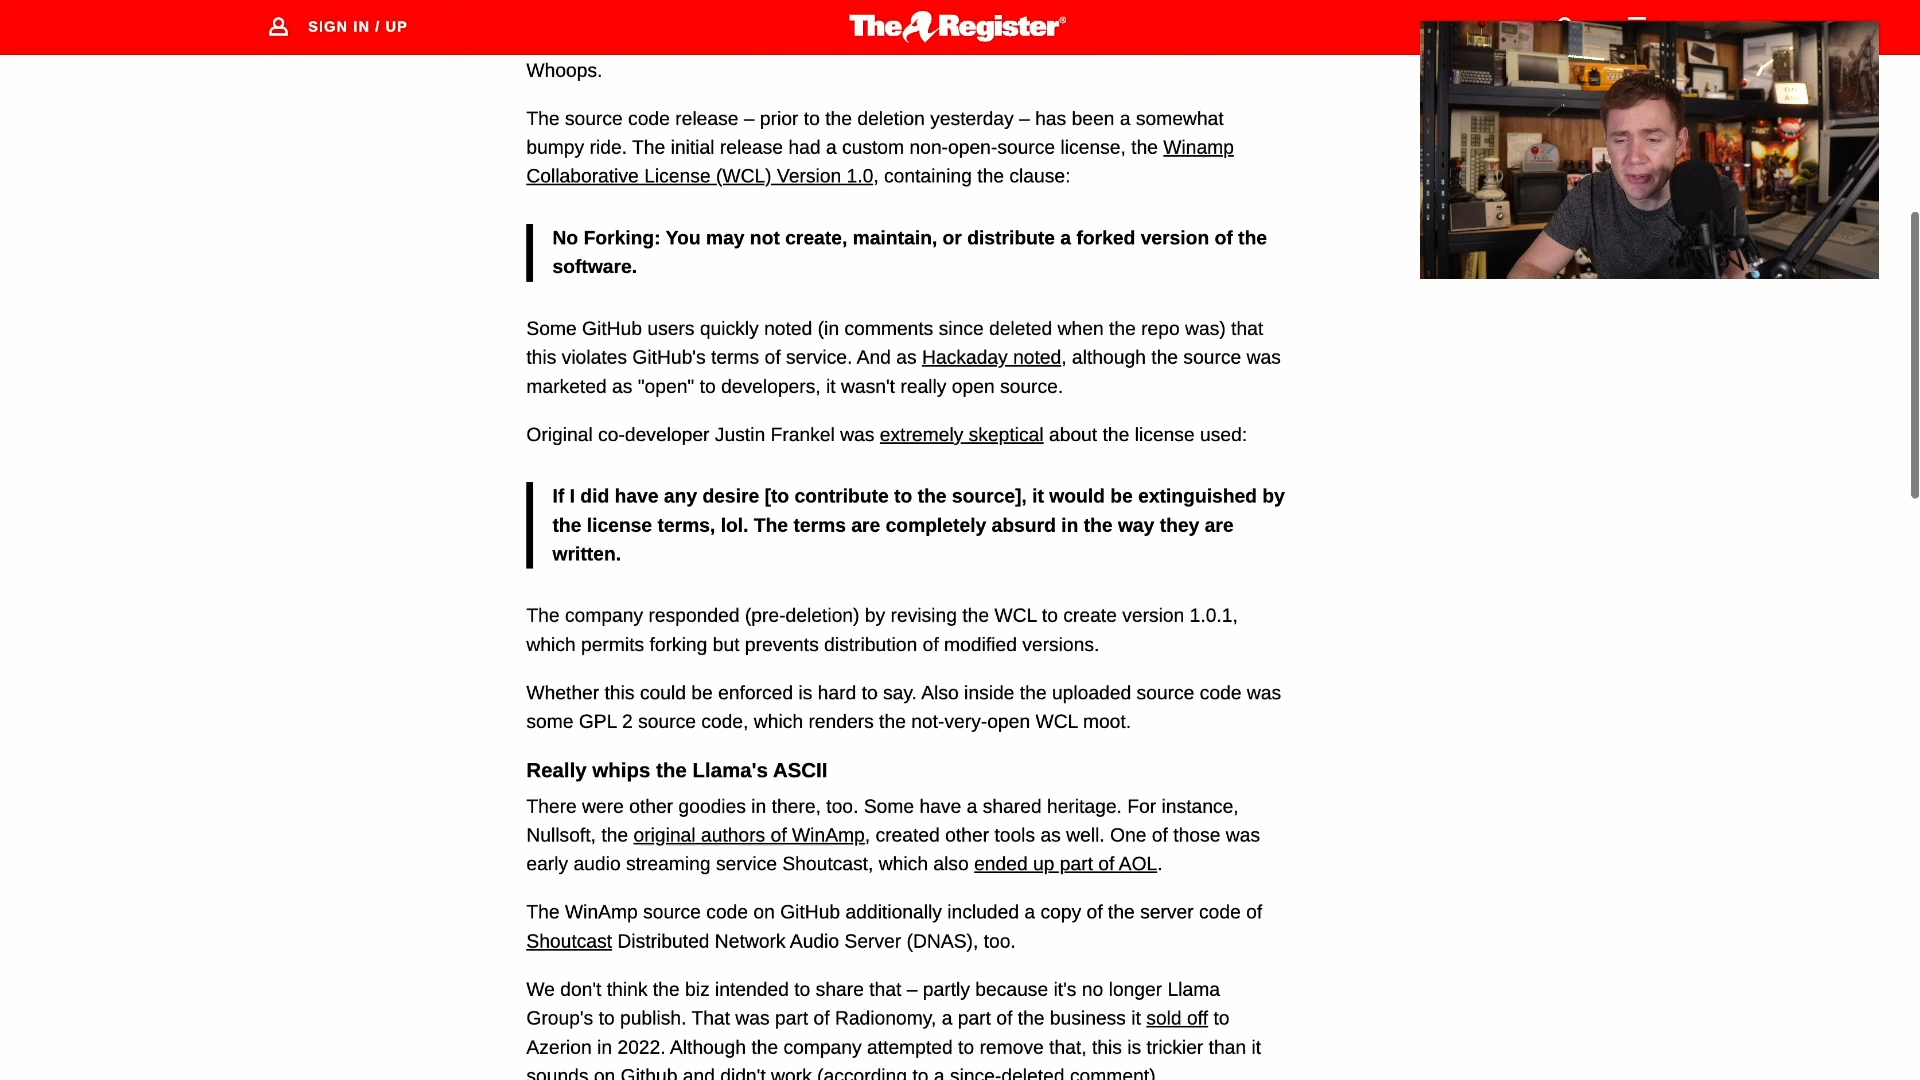 SIGN IN / UP
The Register®
Whoops.
The source code release – prior to the deletion yesterday – has been a somewhat
bumpy ride. The initial release had a custom non-open-source license, the Winamp
Collaborative License (WCL) Version 1.0, containing the clause:
No Forking: You may not create, maintain, or distribute a forked version of the
software.
Some GitHub users quickly noted (in comments since deleted when the repo was) that
this violates GitHub's terms of service. And as Hackaday noted, although the source was
marketed as "open" to developers, it wasn't really open source.
Original co-developer Justin Frankel was extremely skeptical about the license used:
If I did have any desire [to contribute to the source], it would be extinguished by
the license terms, lol. The terms are completely absurd in the way they are
written.
The company responded (pre-deletion) by revising the WCL to create version 1.0.1,
which permits forking but prevents distribution of modified versions.
Whether this could be enforced is hard to say. Also inside the uploaded source code was
some GPL 2 source code, which renders the not-very-open WCL moot.
Really whips the Llama's ASCII
There were other goodies in there, too. Some have a shared heritage. For instance,
Nullsoft, the original authors of WinAmp, created other tools as well. One of those was
early audio streaming service Shoutcast, which also ended up part of AOL.
The WinAmp source code on GitHub additionally included a copy of the server code of
Shoutcast Distributed Network Audio Server (DNAS), too.
We don't think the biz intended to share that – partly because it's no longer Llama
Group's to publish. That was part of Radionomy, a part of the business it sold off to
Azerion in 2022. Although the company attempted to remove that, this is trickier than it
sounds on Github and didn't work (according to a since-deleted comment).